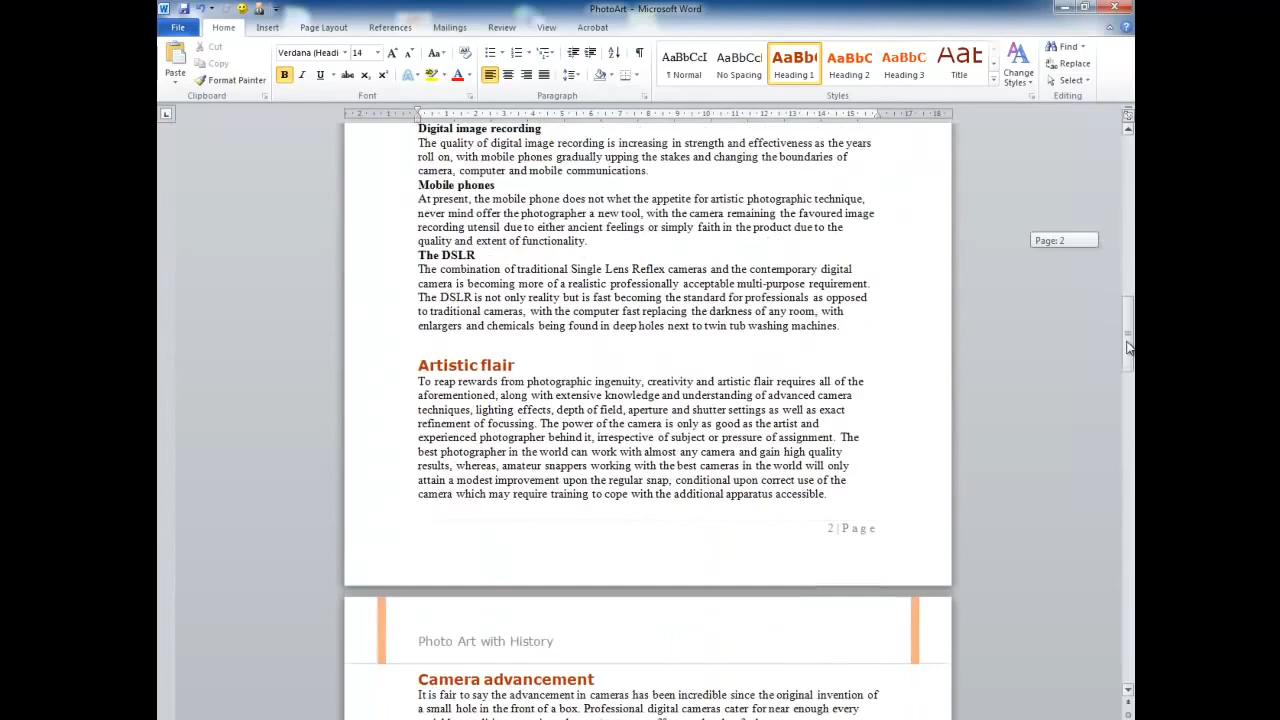 PhotoArt - Microsoft Word
File Home Insert Page Layout References Mailings Review View Acrobat
Paste
Cut
Copy
Format Painter
Clipboard
Verdana (Headi 14
Font
Paragraph
AaBbCcI
¶ Normal
AaBbCcI
No Spacing
AaBb(
Heading 1
AaBbC
Heading 2
AaBbC
Heading 3
Aat
Title
Change
Styles
Styles
Find
Replace
Select
Editing
Page: 2
Digital image recording
The quality of digital image recording is increasing in strength and effectiveness as the years
roll on, with mobile phones gradually upping the stakes and changing the boundaries of
camera, computer and mobile communications.
Mobile phones
At present, the mobile phone does not whet the appetite for artistic photographic technique,
never mind offer the photographer a new tool, with the camera remaining the favoured image
recording utensil due to either ancient feelings or simply faith in the product due to the
quality and extent of functionality.
The DSLR
The combination of traditional Single Lens Reflex cameras and the contemporary digital
camera is becoming more of a realistic professionally acceptable multi-purpose requirement.
The DSLR is not only reality but is fast becoming the standard for professionals as opposed
to traditional cameras, with the computer fast replacing the darkness of any room, with
enlargers and chemicals being found in deep holes next to twin tub washing machines.
Artistic flair
To reap rewards from photographic ingenuity, creativity and artistic flair requires all of the
aforementioned, along with extensive knowledge and understanding of advanced camera
techniques, lighting effects, depth of field, aperture and shutter settings as well as exact
refinement of focussing. The power of the camera is only as good as the artist and
experienced photographer behind it, irrespective of subject or pressure of assignment. The
best photographer in the world can work with almost any camera and gain high quality
results, whereas, amateur snappers working with the best cameras in the world will only
attain a modest improvement upon the regular snap, conditional upon correct use of the
camera which may require training to cope with the additional apparatus accessible.
2 | P a g e
Photo Art with History
Camera advancement
It is fair to say the advancement in cameras has been incredible since the original invention of
a small hole in the front of a box. Professional digital cameras cater for near enough every